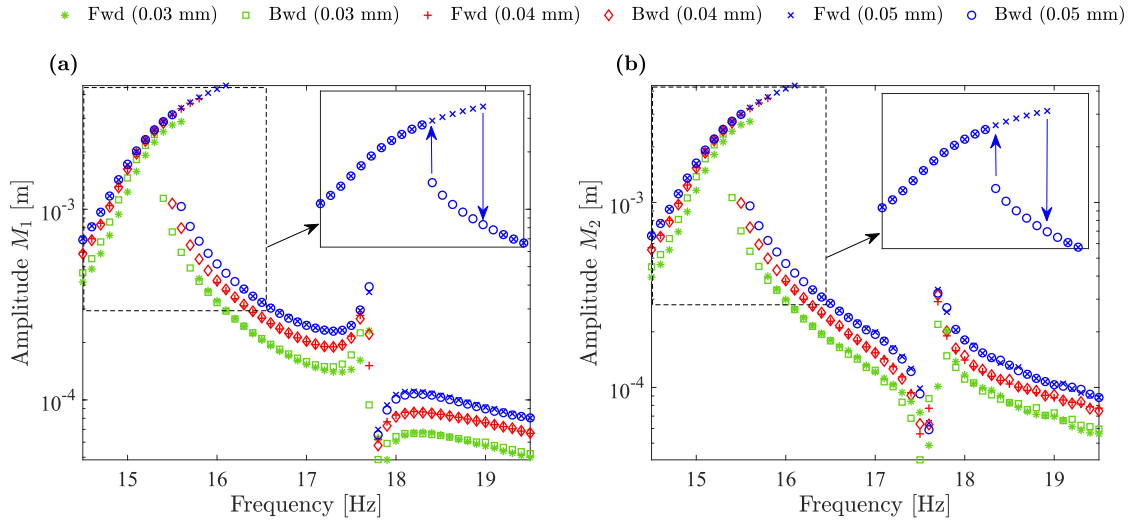 Fwd (0.03 mm) Bwd (0.03 mm) Fwd (0.04 mm) Bwd (0.04 mm) Fwd (0.05 mm) Bwd (0.05 mm)
(a)
Amplitude M₁ [m]
10⁻³
10⁻⁴
15 16 17 18 19
Frequency [Hz]
(b)
Amplitude M₂ [m]
10⁻³
10⁻⁴
15 16 17 18 19
Frequency [Hz]